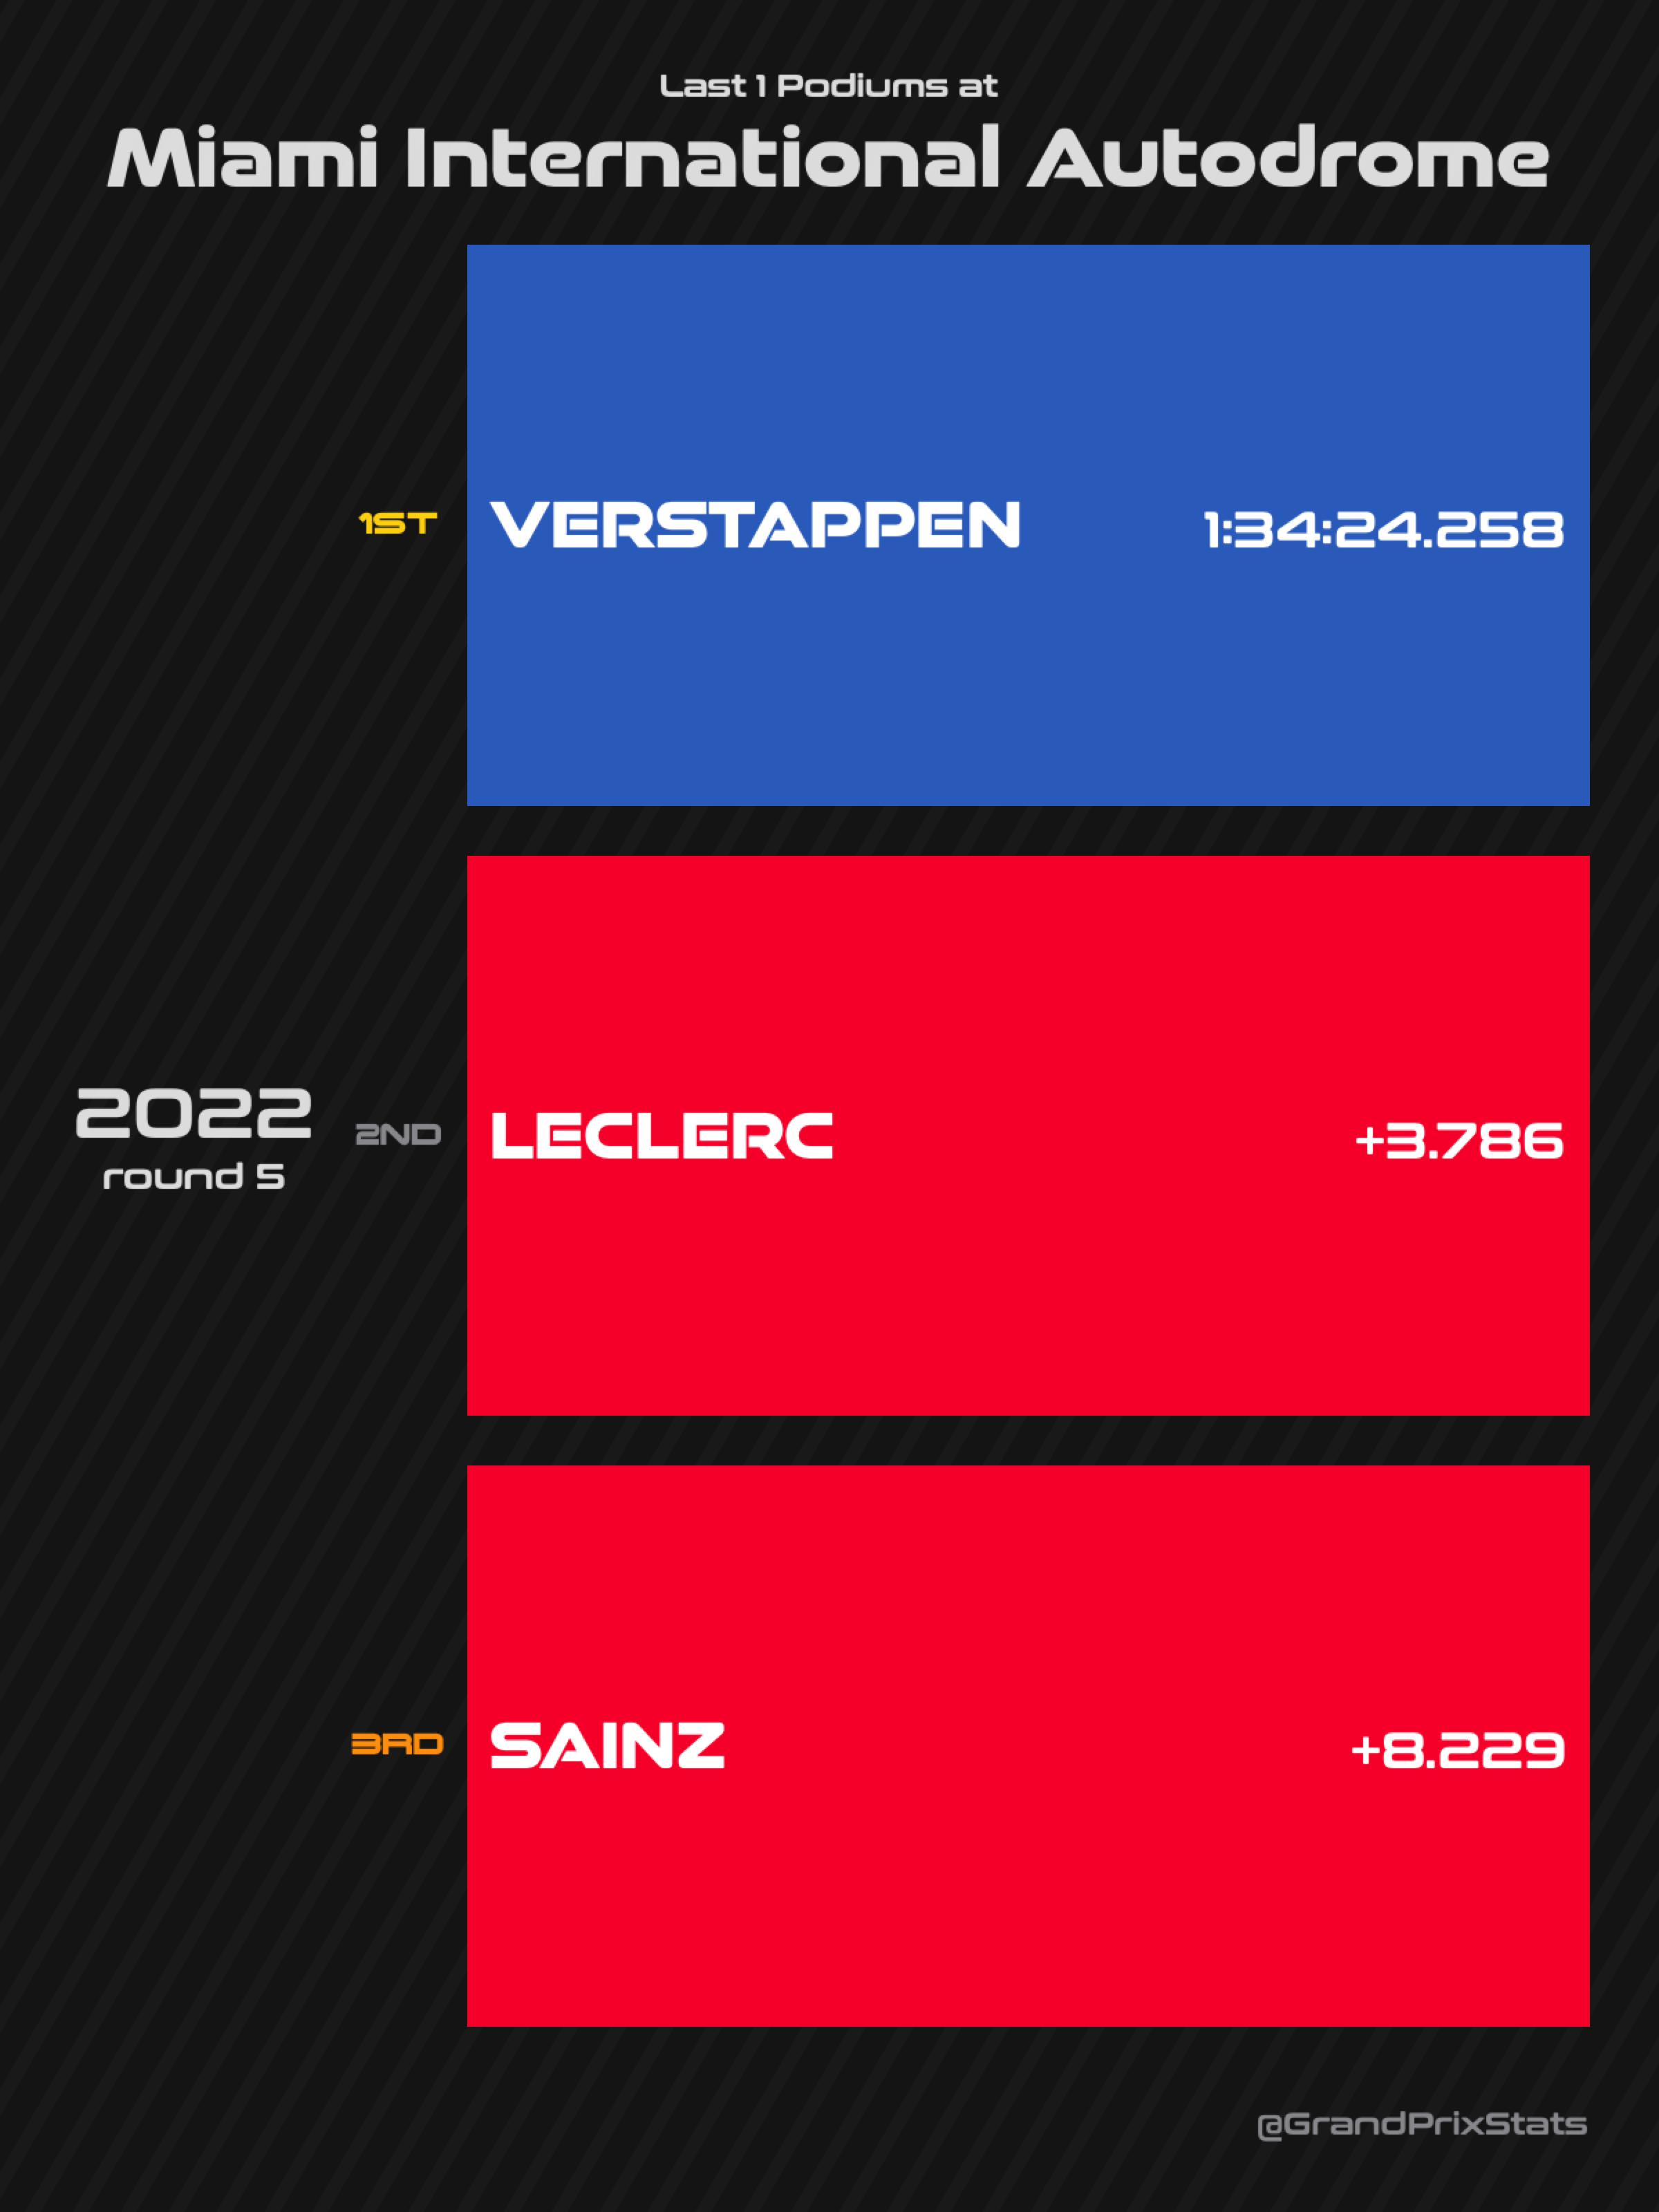 Last 1 Podiums at
Miami International Autodrome
1ST VERSTAPPEN 1:34:24.258
2022
round 5
2ND LECLERC +3.786
3RD SAINZ +8.229
@GrandPrixStats